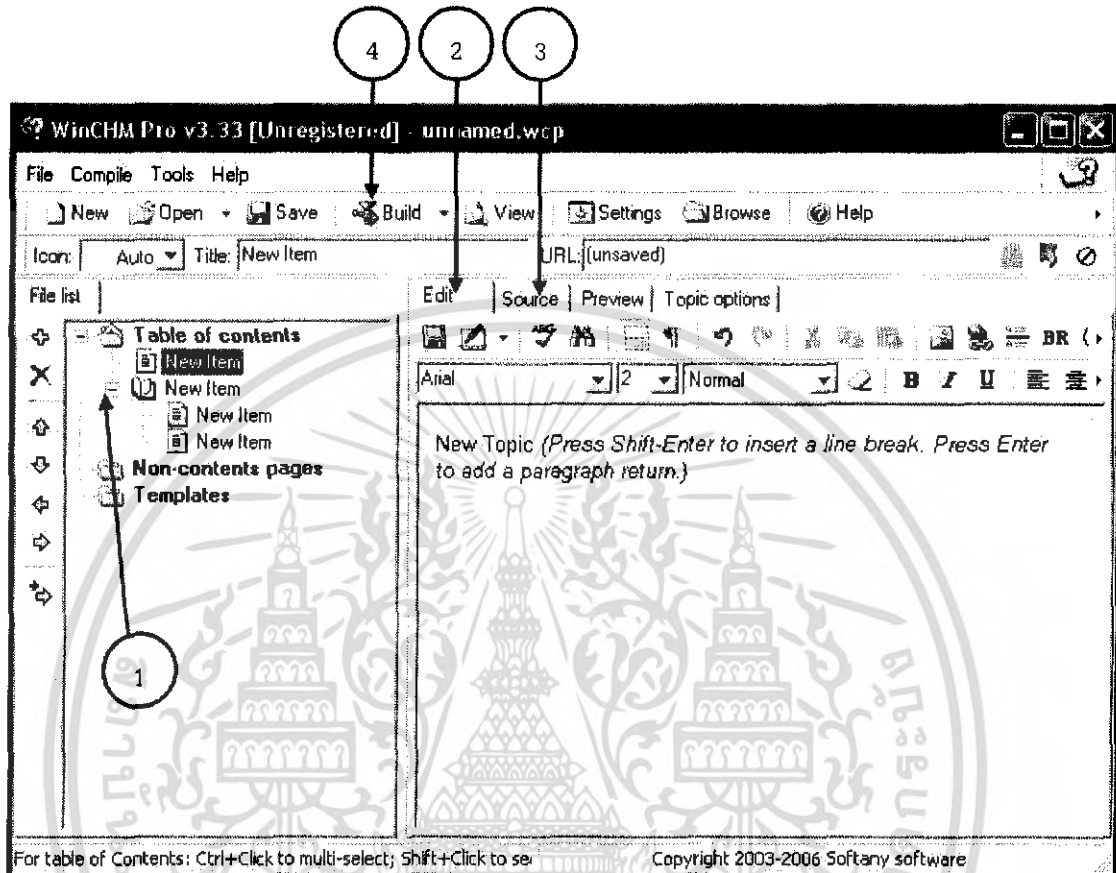 4 2 3
WinCHM Pro v3.33 [Unregistered] - unnamed.wcp
File Compile Tools Help
New Open Save Build View Settings Browse Help
Icon: Auto Title: New Item URL: (unsaved)
File list
Edit Source Preview Topic options
Table of contents
New Item
New Item
New Item
New Item
Non-contents pages
Templates
ABC BR
Arial 2 Normal B I U
New Topic (Press Shift-Enter to insert a line break. Press Enter
to add a paragraph return.)
1
For table of Contents: Ctrl+Click to multi-select; Shift+Click to se Copyright 2003-2006 Softany software